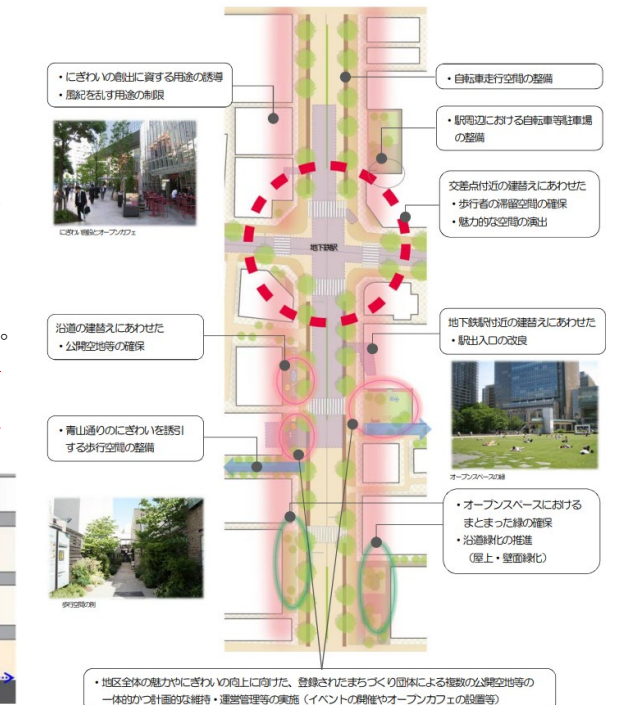 ・にぎわいの創出に資する用途の誘導
・風紀を乱す用途の制限
・自転車走行空間の整備
・駅周辺における自転車等駐車場
の整備
にぎわい施設とオープンカフェ
交差点付近の建替えにあわせた
・歩行者の滞留空間の確保
・魅力的な空間の演出
地下鉄駅
沿道の建替えにあわせた
・公開空地等の確保
地下鉄駅付近の建替えにあわせた
・駅出入口の改良
・青山通りのにぎわいを誘引
する歩行空間の整備
オープンスペースの緑
・オープンスペースにおける
まとまった緑の確保
・沿道緑化の推進
（屋上・壁面緑化）
歩行空間の例
・地区全体の魅力やにぎわいの向上に向けた、登録されたまちづくり団体による複数の公開空地等の
一体的かつ計画的な維持・運営管理等の実施（イベントの開催やオープンカフェの設置等）